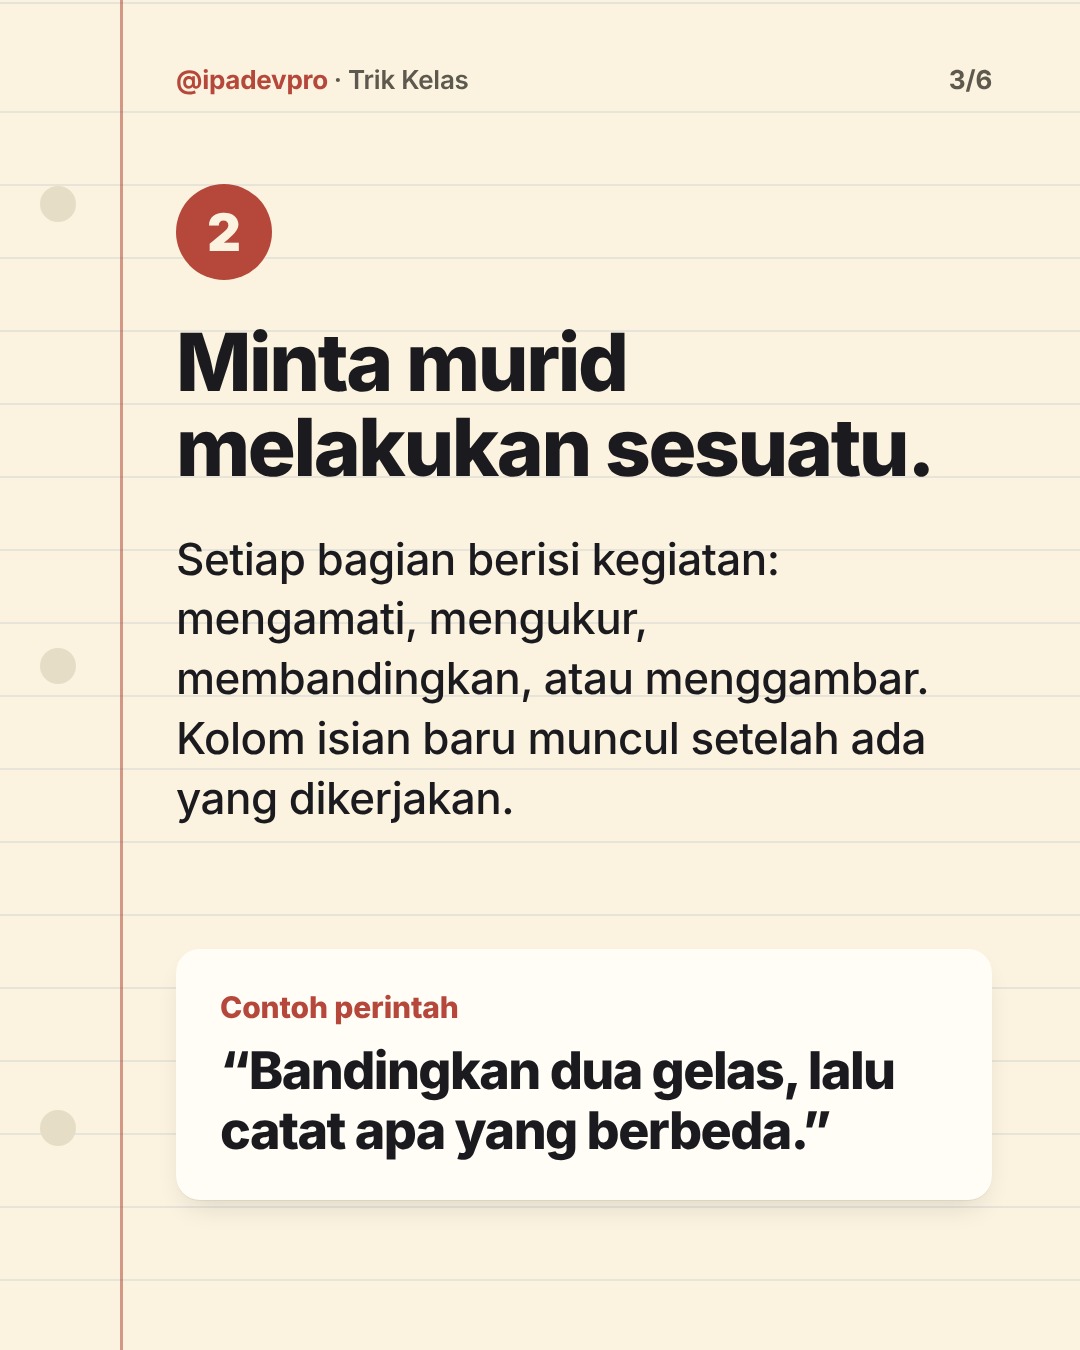 @ipadevpro · Trik Kelas
3/6
2
Minta murid
melakukan sesuatu.
Setiap bagian berisi kegiatan:
mengamati, mengukur,
membandingkan, atau menggambar.
Kolom isian baru muncul setelah ada
yang dikerjakan.
Contoh perintah
“Bandingkan dua gelas, lalu
catat apa yang berbeda.”